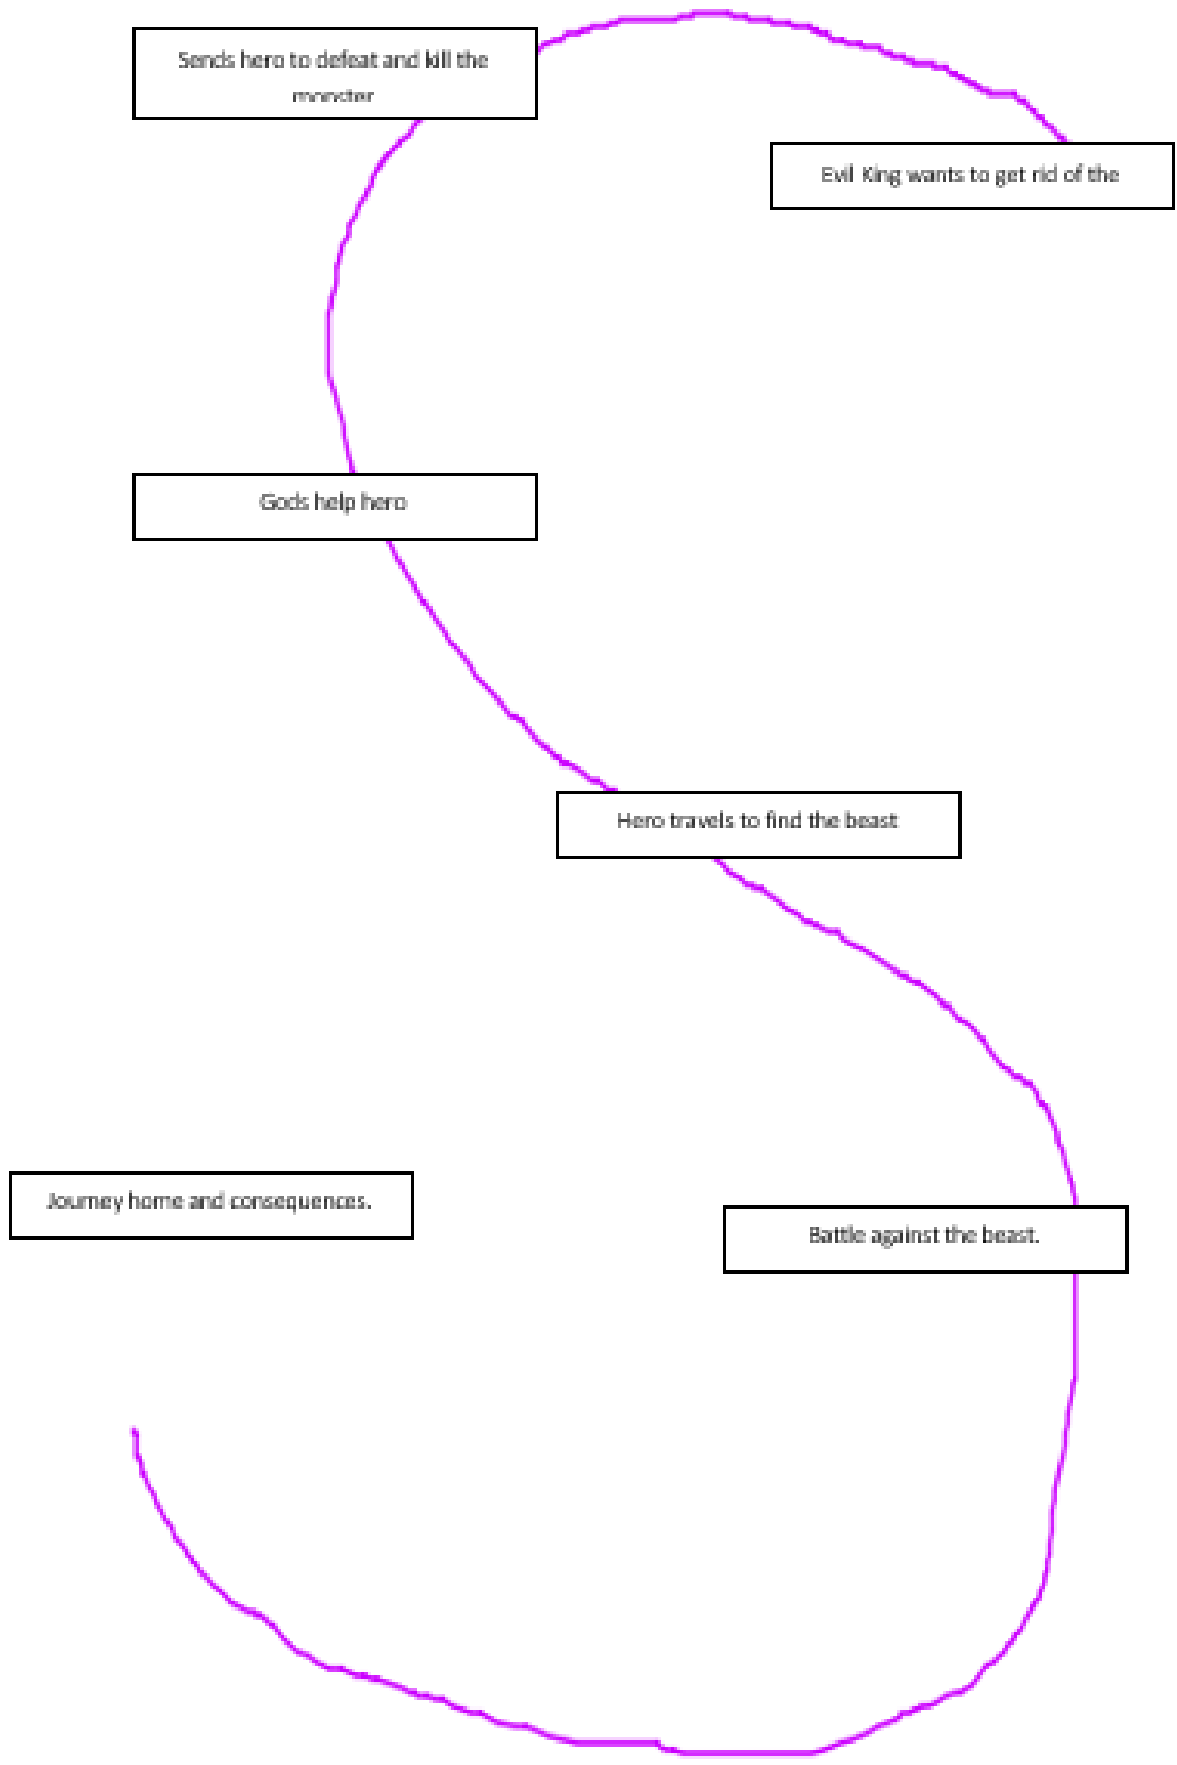 Sends hero to defeat and kill the
monster
Evil King wants to get rid of the
Gods help hero
Hero travels to find the beast
Battle against the beast.
Journey home and consequences.